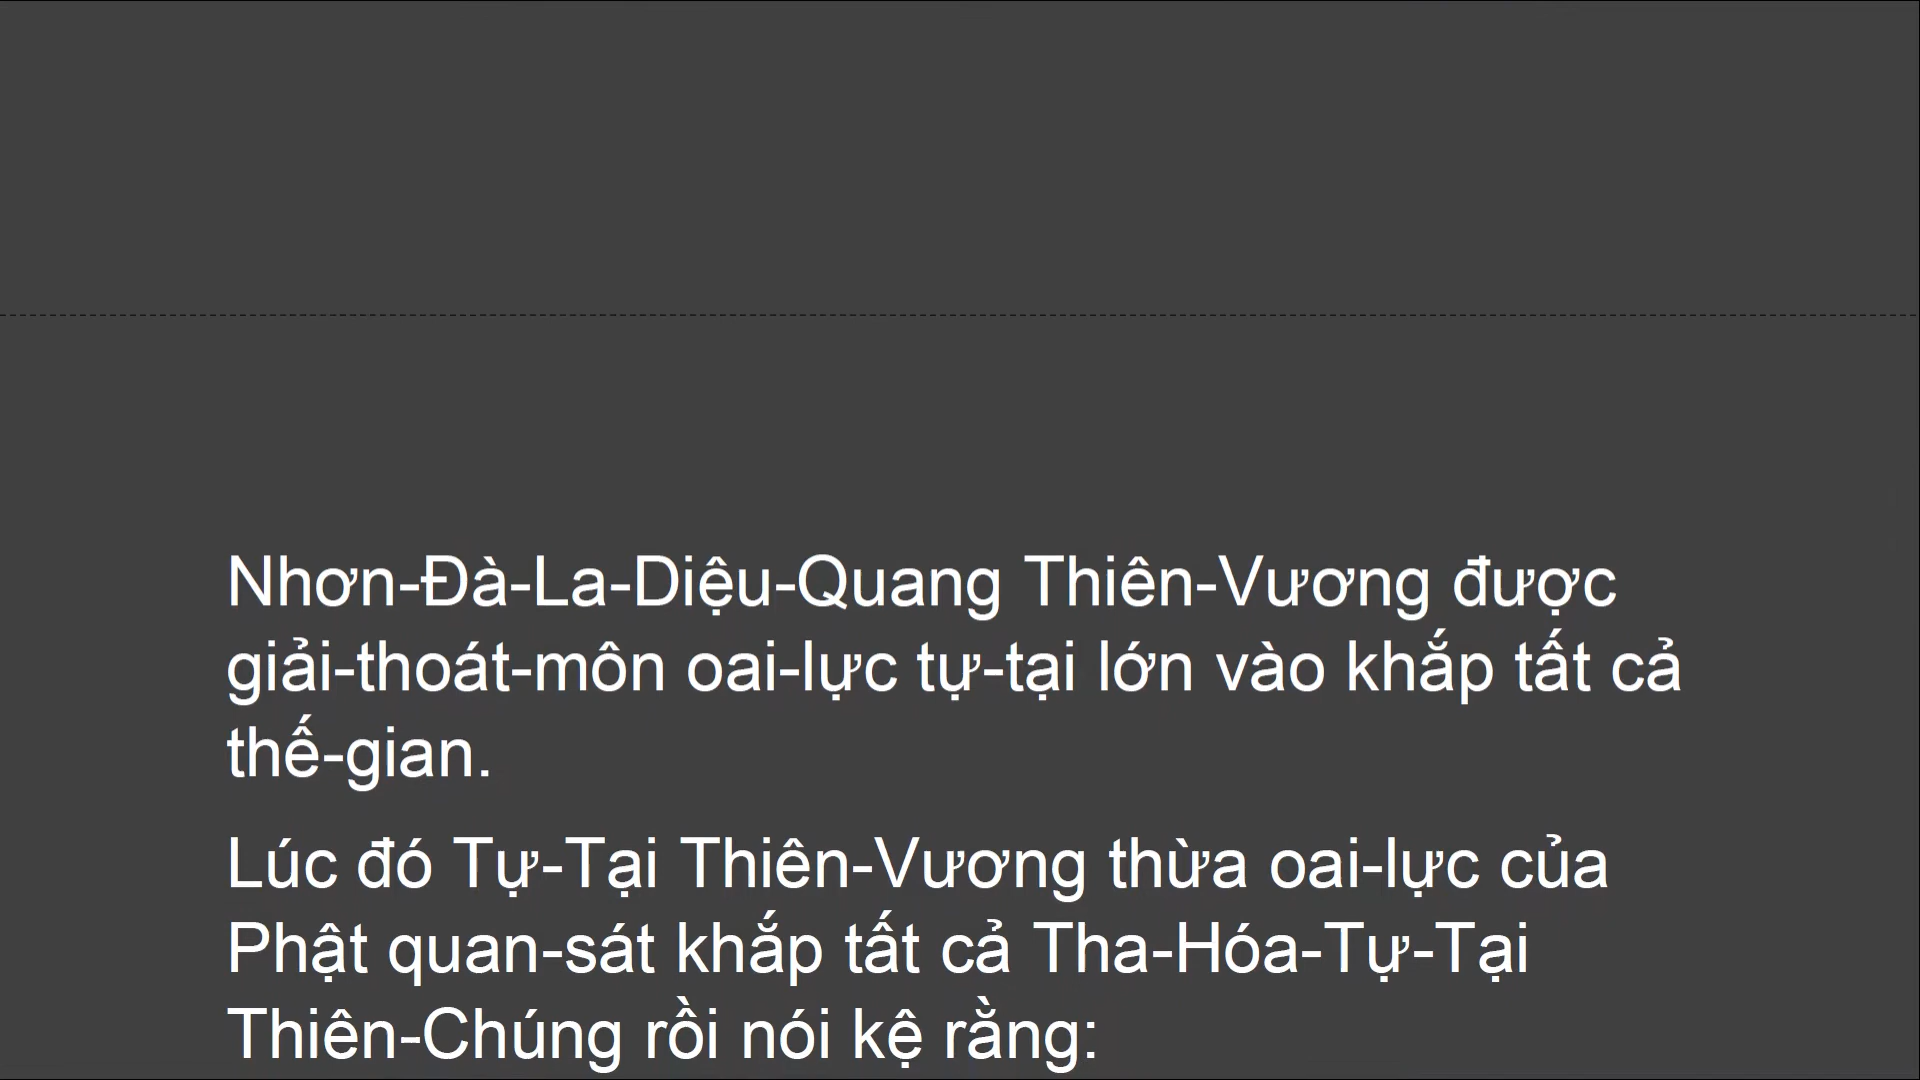 Nhơn-Đà-La-Diệu-Quang Thiên-Vương được
giải-thoát-môn oai-lực tự-tại lớn vào khắp tất cả
thế-gian.
Lúc đó Tự-Tại Thiên-Vương thừa oai-lực của
Phật quan-sát khắp tất cả Tha-Hóa-Tự-Tại
Thiên-Chúng rồi nói kệ rằng: